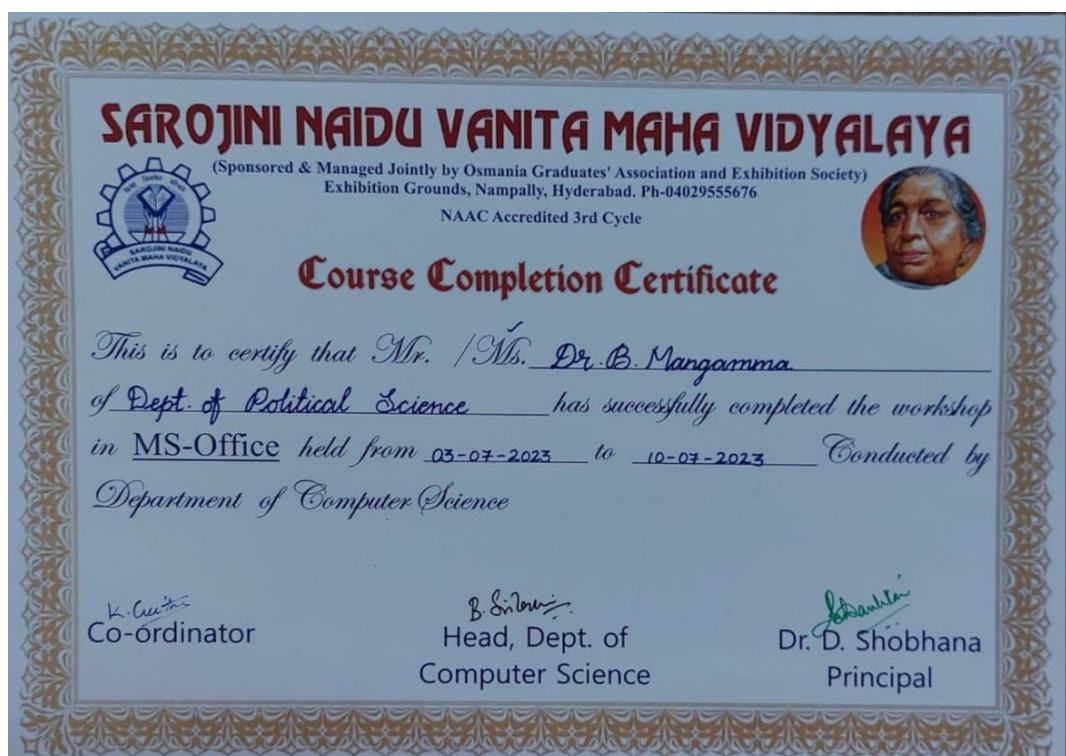 SAROJINI NAIDU VANITA MAHA VIDYALAYA
(Sponsored & Managed Jointly by Osmania Graduates' Association and Exhibition Society)
Exhibition Grounds, Nampally, Hyderabad. Ph-04029555676
NAAC Accredited 3rd Cycle
SAROJINI NAIDU
VANITA MAHA VIDYALAYA
Course Completion Certificate
This is to certify that Mr. / Ms. Dr. B. Mangamma
of Dept. of Political Science has successfully completed the workshop
in MS-Office held from 03-07-2023 to 10-07-2023 Conducted by
Department of Computer Science
Co-ordinator
Head, Dept. of
Computer Science
Dr. D. Shobhana
Principal